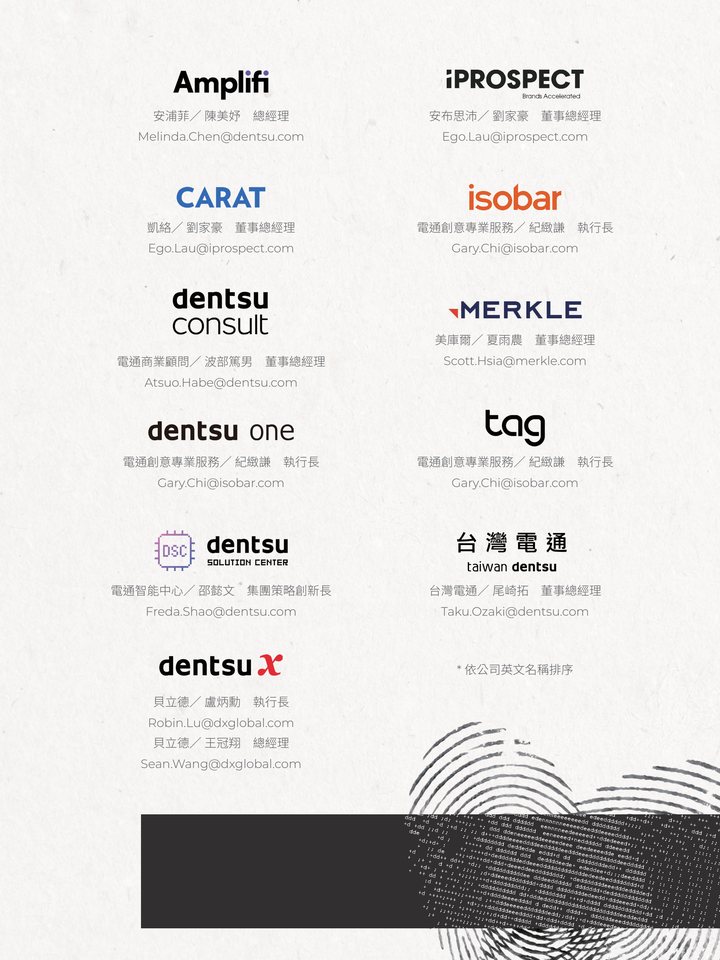 Amplifi
安浦菲／陳美妤　總經理
Melinda.Chen@dentsu.com
CARAT
凱絡／劉家豪　董事總經理
Ego.Lau@iprospect.com
dentsu
consult
電通商業顧問／波部篤男　董事總經理
Atsuo.Habe@dentsu.com
dentsu one
電通創意專業服務／紀緻謙　執行長
Gary.Chi@isobar.com
DSC
dentsu
SOLUTION CENTER
電通智能中心／邵懿文　集團策略創新長
Freda.Shao@dentsu.com
dentsu X
貝立德／盧炳勳　執行長
Robin.Lu@dxglobal.com
貝立德／王冠翔　總經理
Sean.Wang@dxglobal.com
iPROSPECT
Brands Accelerated
安布思沛／劉家豪　董事總經理
Ego.Lau@iprospect.com
isobar
電通創意專業服務／紀緻謙　執行長
Gary.Chi@isobar.com
MERKLE
美庫爾／夏雨農　董事總經理
Scott.Hsia@merkle.com
tag
電通創意專業服務／紀緻謙　執行長
Gary.Chi@isobar.com
台灣電通
taiwan dentsu
台灣電通／尾崎拓　董事總經理
Taku.Ozaki@dentsu.com
* 依公司英文名稱排序